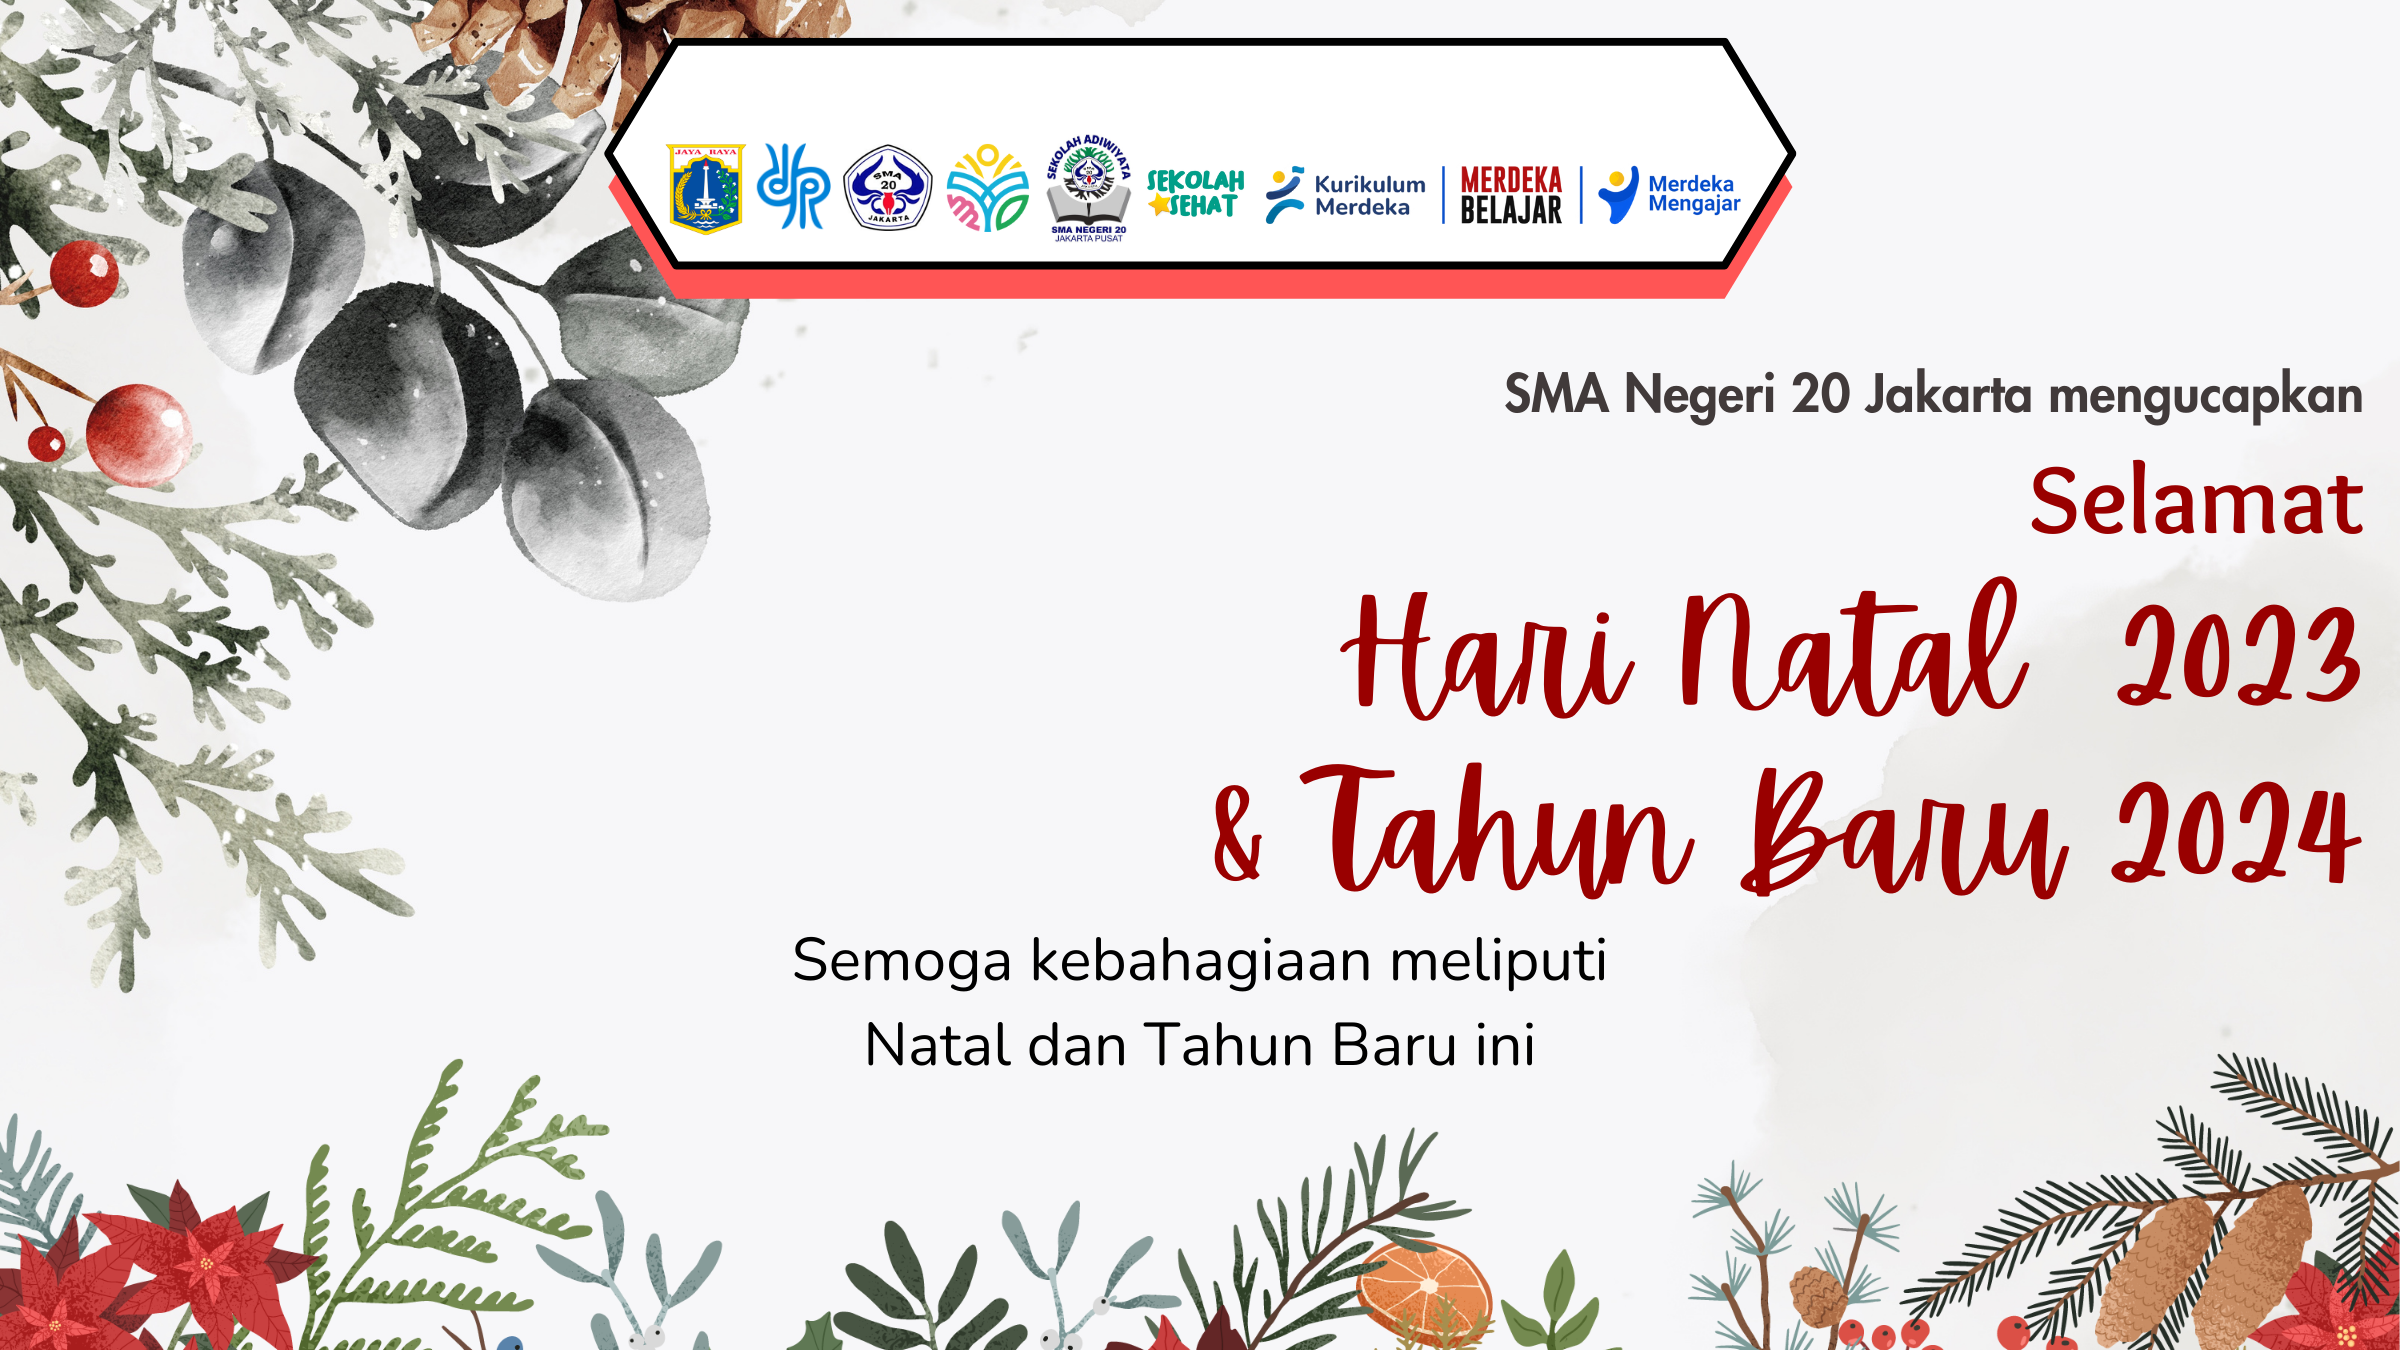 JAYA RAYA
SMA
20
JAKARTA
SEKOLAH ADIWIYATA
SMA NEGERI 20
JAKARTA PUSAT
SEKOLAH
SEHAT
Kurikulum
Merdeka
MERDEKA
BELAJAR
Merdeka
Mengajar
SMA Negeri 20 Jakarta mengucapkan
Selamat
Hari Natal 2023
& Tahun Baru 2024
Semoga kebahagiaan meliputi
Natal dan Tahun Baru ini